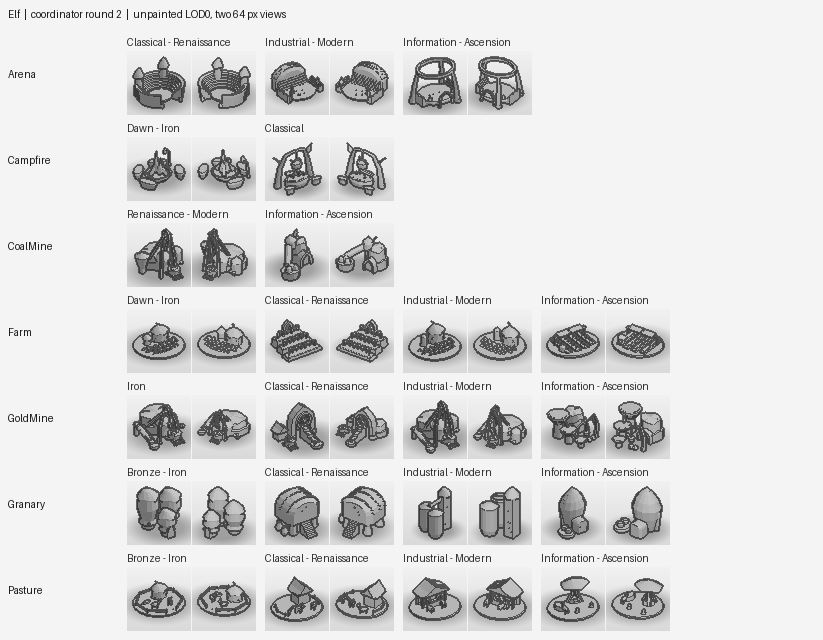 Elf | coordinator round 2 | unpainted LOD0, two 64 px views
Classical - Renaissance Industrial - Modern Information - Ascension
Arena
Dawn - Iron Classical
Campfire
Renaissance - Modern Information - Ascension
CoalMine
Dawn - Iron Classical - Renaissance Industrial - Modern Information - Ascension
Farm
Iron Classical - Renaissance Industrial - Modern Information - Ascension
GoldMine
Bronze - Iron Classical - Renaissance Industrial - Modern Information - Ascension
Granary
Bronze - Iron Classical - Renaissance Industrial - Modern Information - Ascension
Pasture